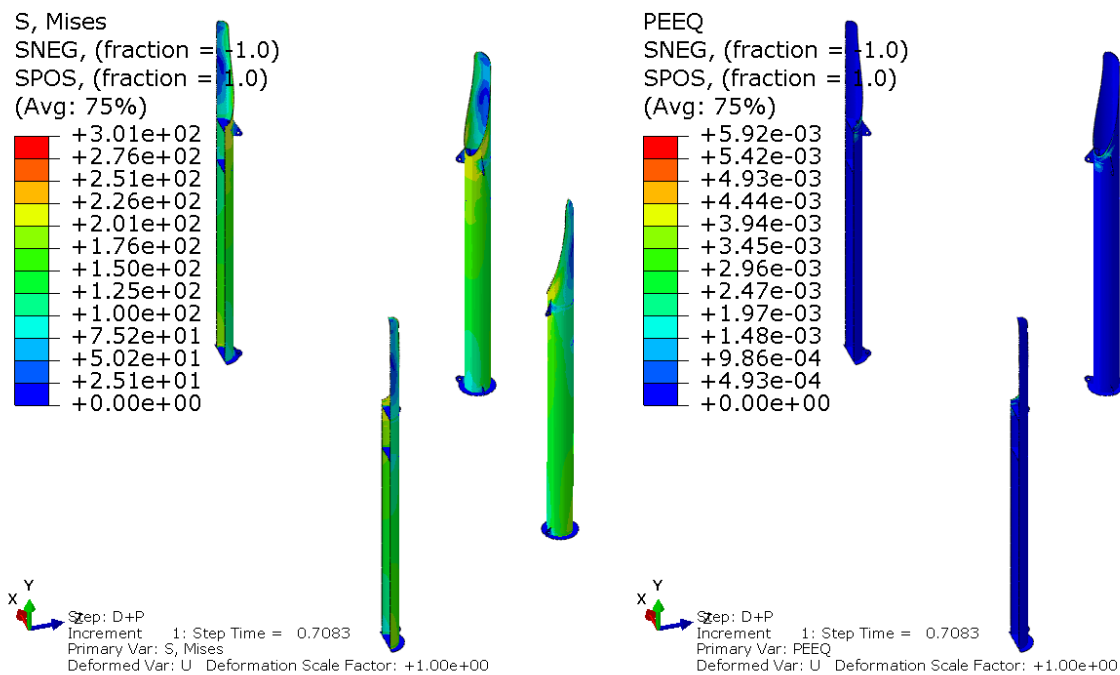 S, Mises
SNEG, (fraction = -1.0)
SPOS, (fraction = 1.0)
(Avg: 75%)
+3.01e+02
+2.76e+02
+2.51e+02
+2.26e+02
+2.01e+02
+1.76e+02
+1.50e+02
+1.25e+02
+1.00e+02
+7.52e+01
+5.02e+01
+2.51e+01
+0.00e+00
Y
X
Z
Step: D+P
Increment 1: Step Time = 0.7083
Primary Var: S, Mises
Deformed Var: U Deformation Scale Factor: +1.00e+00
PEEQ
SNEG, (fraction = -1.0)
SPOS, (fraction = 1.0)
(Avg: 75%)
+5.92e-03
+5.42e-03
+4.93e-03
+4.44e-03
+3.94e-03
+3.45e-03
+2.96e-03
+2.47e-03
+1.97e-03
+1.48e-03
+9.86e-04
+4.93e-04
+0.00e+00
Y
X
Z
Step: D+P
Increment 1: Step Time = 0.7083
Primary Var: PEEQ
Deformed Var: U Deformation Scale Factor: +1.00e+00